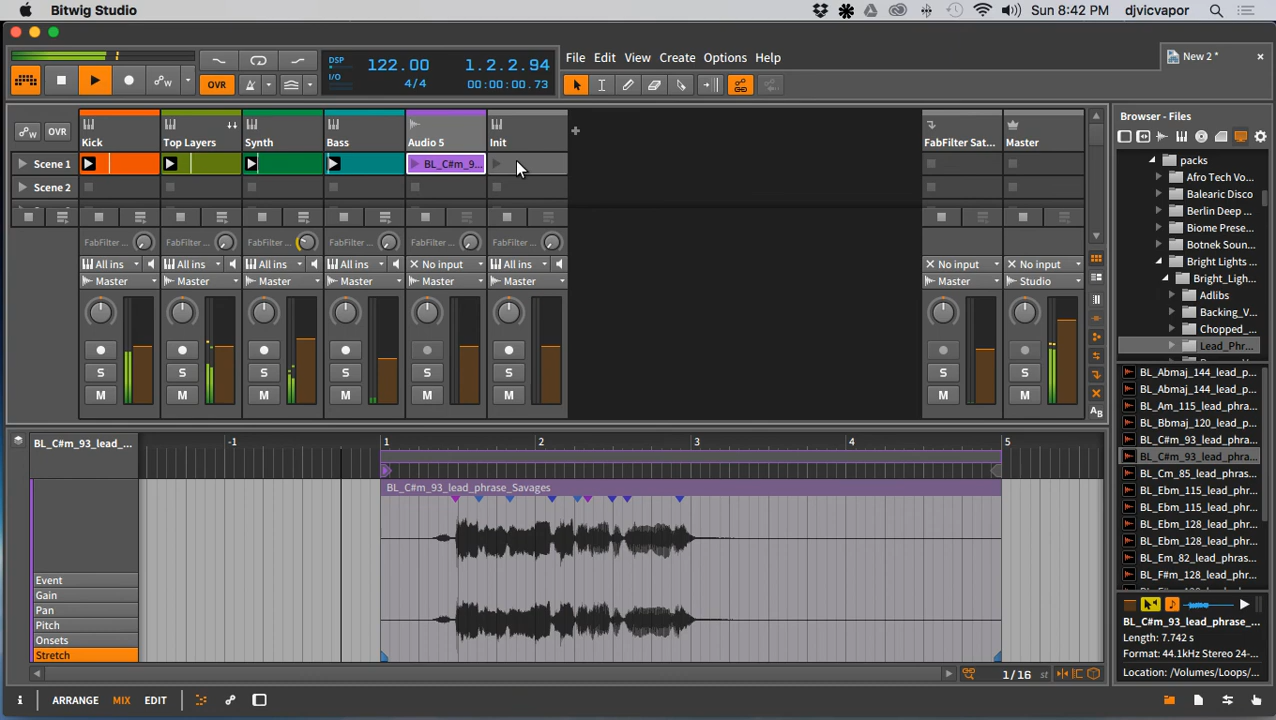 Bitwig Studio
Sun 8:42 PM djvicvapor
DSP
I/O
122.00
4/4
1.2.2.94
00:00:00.73
File Edit View Create Options Help
New 2 *
OVR
OVR
Kick Top Layers Synth Bass Audio 5 Init FabFilter Sat... Master
Scene 1 BL_C#m_9...
Scene 2
FabFilter ... FabFilter ... FabFilter ... FabFilter ... FabFilter ... FabFilter ...
All ins All ins All ins All ins No input All ins No input No input
Master Master Master Master Master Master Master Studio
S S S S S S S S
M M M M M M M M
Browser – Files
packs
Afro Tech Vo...
Balearic Disco
Berlin Deep ...
Biome Prese...
Botnek Soun...
Bright Lights ...
Bright_Ligh...
Adlibs
Backing_V...
Chopped_...
Lead_Phr...
BL_Abmaj_144_lead_p...
BL_Abmaj_144_lead_p...
BL_Am_115_lead_phra...
BL_Bbmaj_120_lead_p...
BL_C#m_93_lead_phra...
BL_C#m_93_lead_phra...
BL_Cm_85_lead_phras...
BL_Ebm_115_lead_phr...
BL_Ebm_115_lead_phr...
BL_Ebm_128_lead_phr...
BL_Ebm_128_lead_phr...
BL_Em_82_lead_phras...
BL_F#m_128_lead_phr...
BL_C#m_93_lead_phrase_...
Length: 7.742 s
Format: 44.1kHz Stereo 24-...
Location: /Volumes/Loops/...
BL_C#m_93_lead_...
-1 1 2 3 4 5
BL_C#m_93_lead_phrase_Savages
Event
Gain
Pan
Pitch
Onsets
Stretch
1/16 st
i ARRANGE MIX EDIT